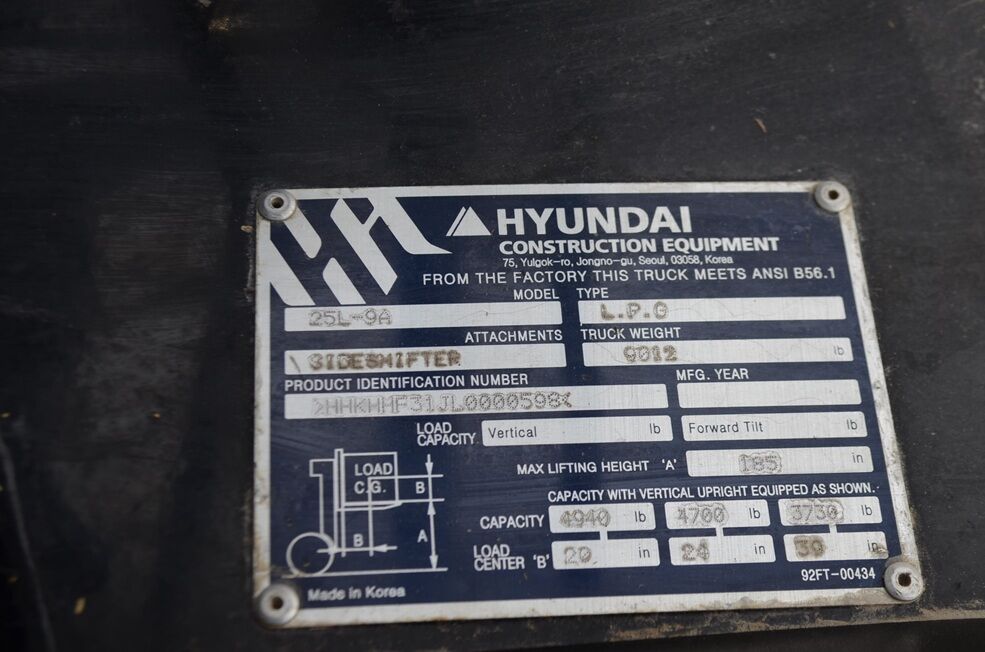 HYUNDAI
CONSTRUCTION EQUIPMENT
75, Yulgok-ro, Jongno-gu, Seoul, 03058, Korea
FROM THE FACTORY THIS TRUCK MEETS ANSI B56.1
MODEL TYPE
25L-9A L.P.G
ATTACHMENTS TRUCK WEIGHT
SIDESHIFTER 9012 lb
PRODUCT IDENTIFICATION NUMBER MFG. YEAR
HHKHHF31JL0000598
LOAD CAPACITY Vertical lb Forward Tilt in
MAX LIFTING HEIGHT 'A' 185 in
CAPACITY WITH VERTICAL UPRIGHT EQUIPPED AS SHOWN.
CAPACITY 4940 lb 4700 lb 3730 lb
LOAD CENTER 'B' 20 in 24 in 39 in
LOAD
C.G.
B
A
B
92FT-00434
Made in Korea